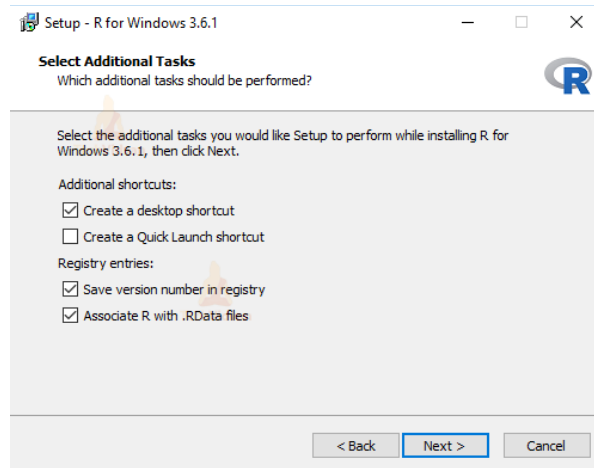 Setup - R for Windows 3.6.1
Select Additional Tasks
Which additional tasks should be performed?
R
Select the additional tasks you would like Setup to perform while installing R for
Windows 3.6.1, then click Next.
Additional shortcuts:
Create a desktop shortcut
Create a Quick Launch shortcut
Registry entries:
Save version number in registry
Associate R with .RData files
< Back Next > Cancel